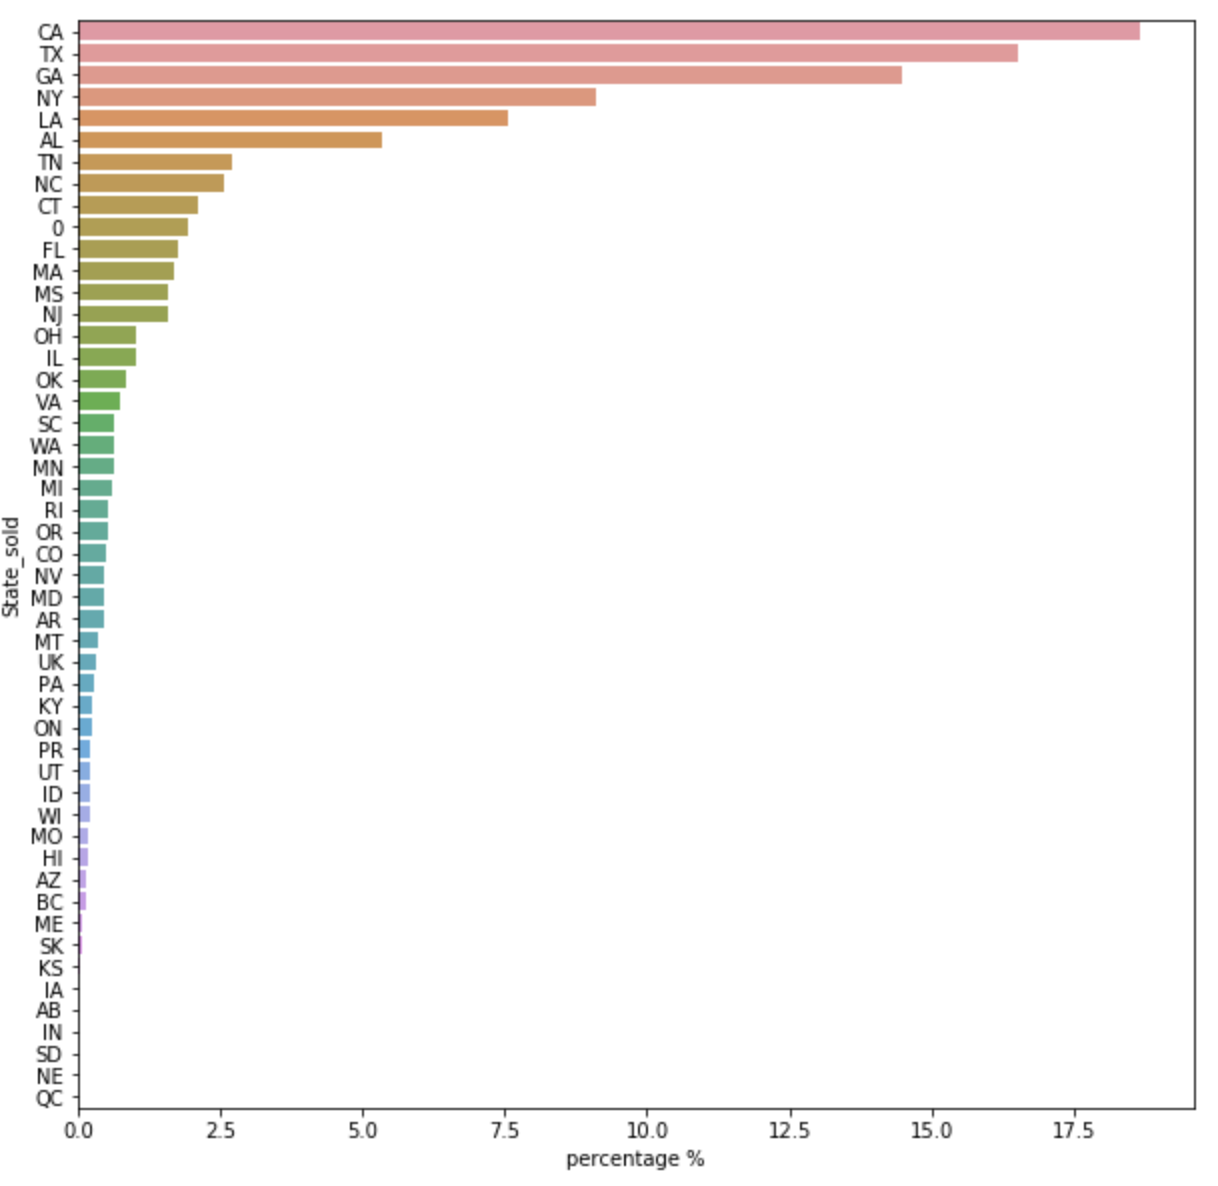 CA
TX
GA
NY
LA
AL
TN
NC
CT
0
FL
MA
MS
NJ
OH
IL
OK
VA
SC
WA
MN
MI
RI
OR
CO
NV
MD
AR
MT
UK
PA
KY
ON
PR
UT
ID
WI
MO
HI
AZ
BC
ME
SK
KS
IA
AB
IN
SD
NE
QC
State_sold
0.0 2.5 5.0 7.5 10.0 12.5 15.0 17.5
percentage %